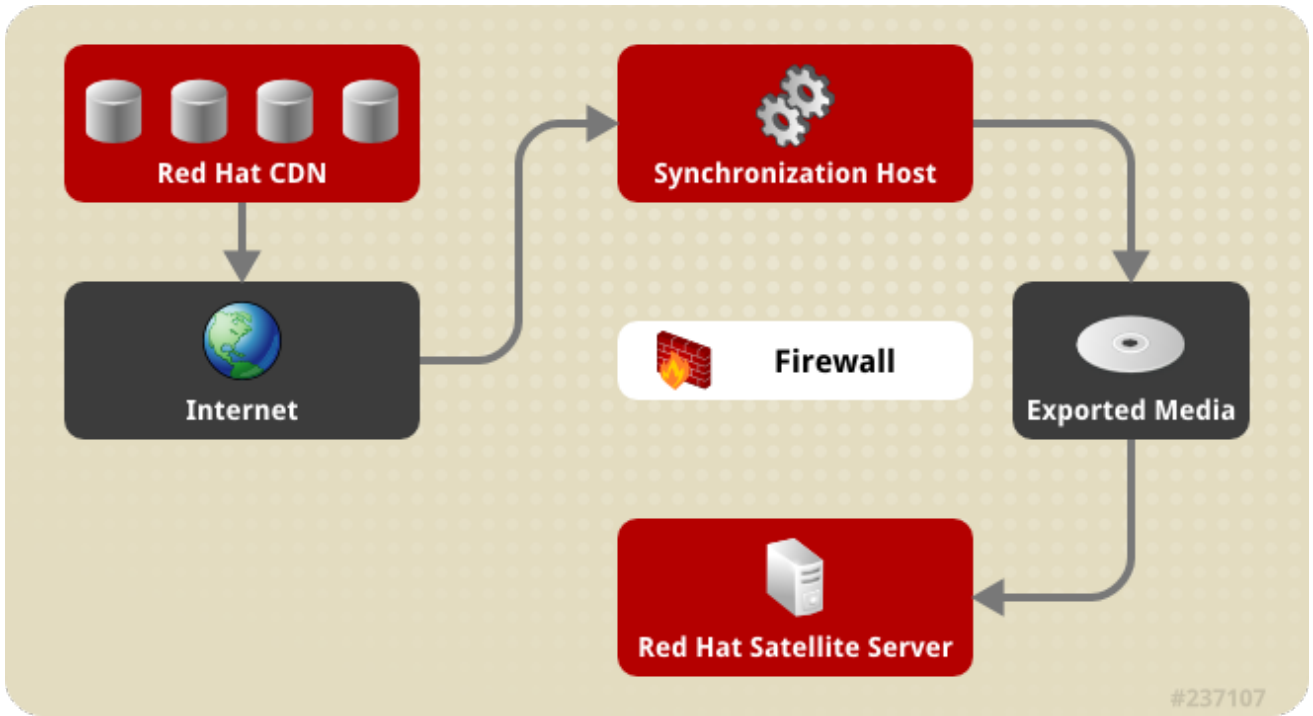 Red Hat CDN
Synchronization Host
Internet
Firewall
Exported Media
Red Hat Satellite Server
#237107